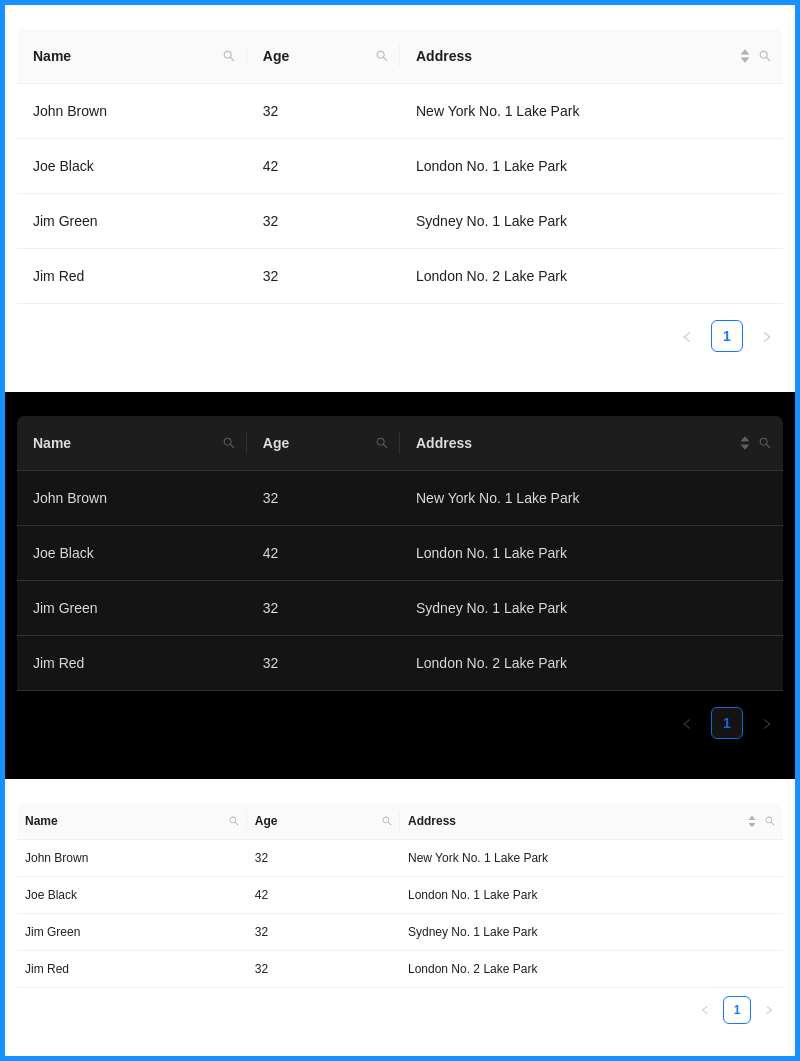 Name Age Address
John Brown 32 New York No. 1 Lake Park
Joe Black 42 London No. 1 Lake Park
Jim Green 32 Sydney No. 1 Lake Park
Jim Red 32 London No. 2 Lake Park
1
Name Age Address
John Brown 32 New York No. 1 Lake Park
Joe Black 42 London No. 1 Lake Park
Jim Green 32 Sydney No. 1 Lake Park
Jim Red 32 London No. 2 Lake Park
1
Name Age Address
John Brown 32 New York No. 1 Lake Park
Joe Black 42 London No. 1 Lake Park
Jim Green 32 Sydney No. 1 Lake Park
Jim Red 32 London No. 2 Lake Park
1